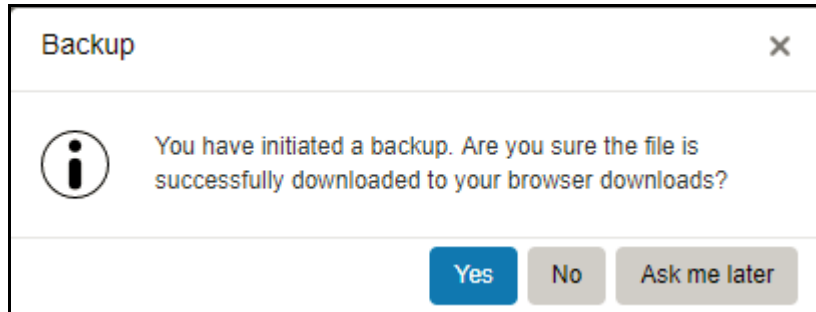 Backup
You have initiated a backup. Are you sure the file is
successfully downloaded to your browser downloads?
Yes No Ask me later